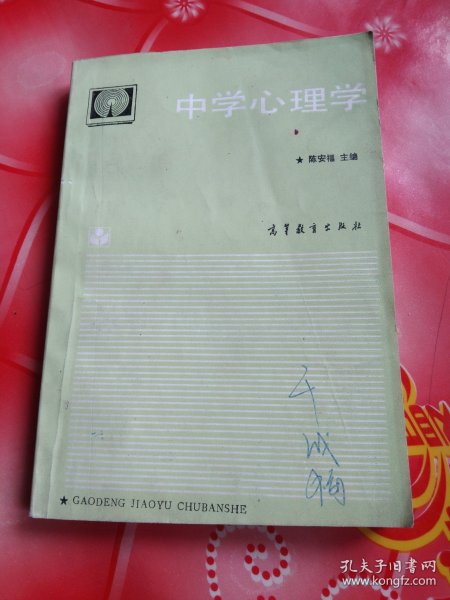 中学心理学
★ 陈安福 主编
高等教育出版社
★ GAODENG JIAOYU CHUBANSHE
孔夫子旧书网
www.kongfz.com